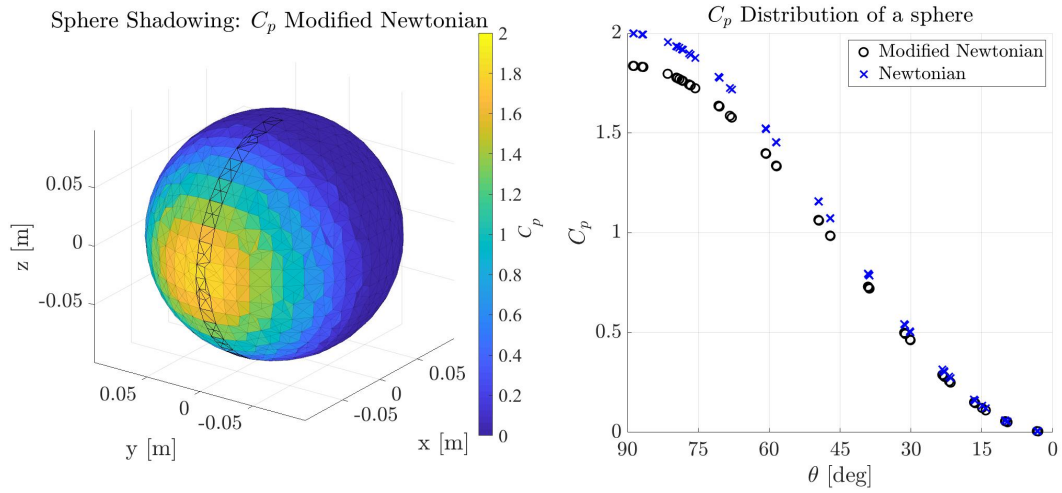 Sphere Shadowing: C_p Modified Newtonian
2
1.8
1.6
1.4
1.2
1
0.8
0.6
0.4
0.2
0
C_p
0.05
0
-0.05
z [m]
0.05
0
-0.05
y [m]
0.05
0
-0.05
x [m]
C_p Distribution of a sphere
Modified Newtonian
Newtonian
2
1.5
1
0.5
0
C_p
90 75 60 45 30 15 0
θ [deg]